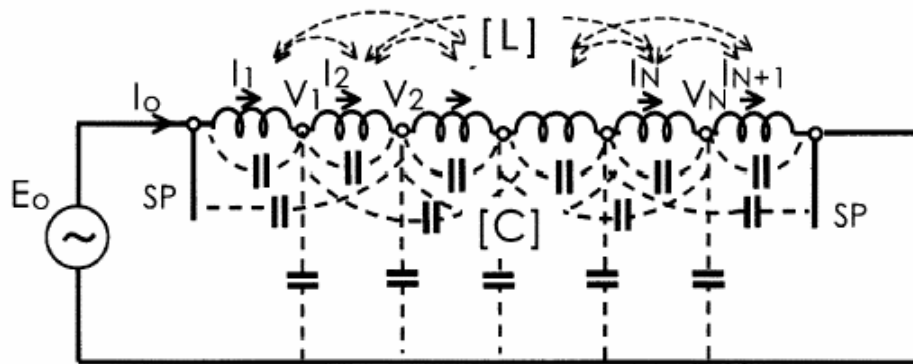 [L]
I1 I2 IN IN+1
V1 V2 VN
Io
SP SP
Eo
~
[C]